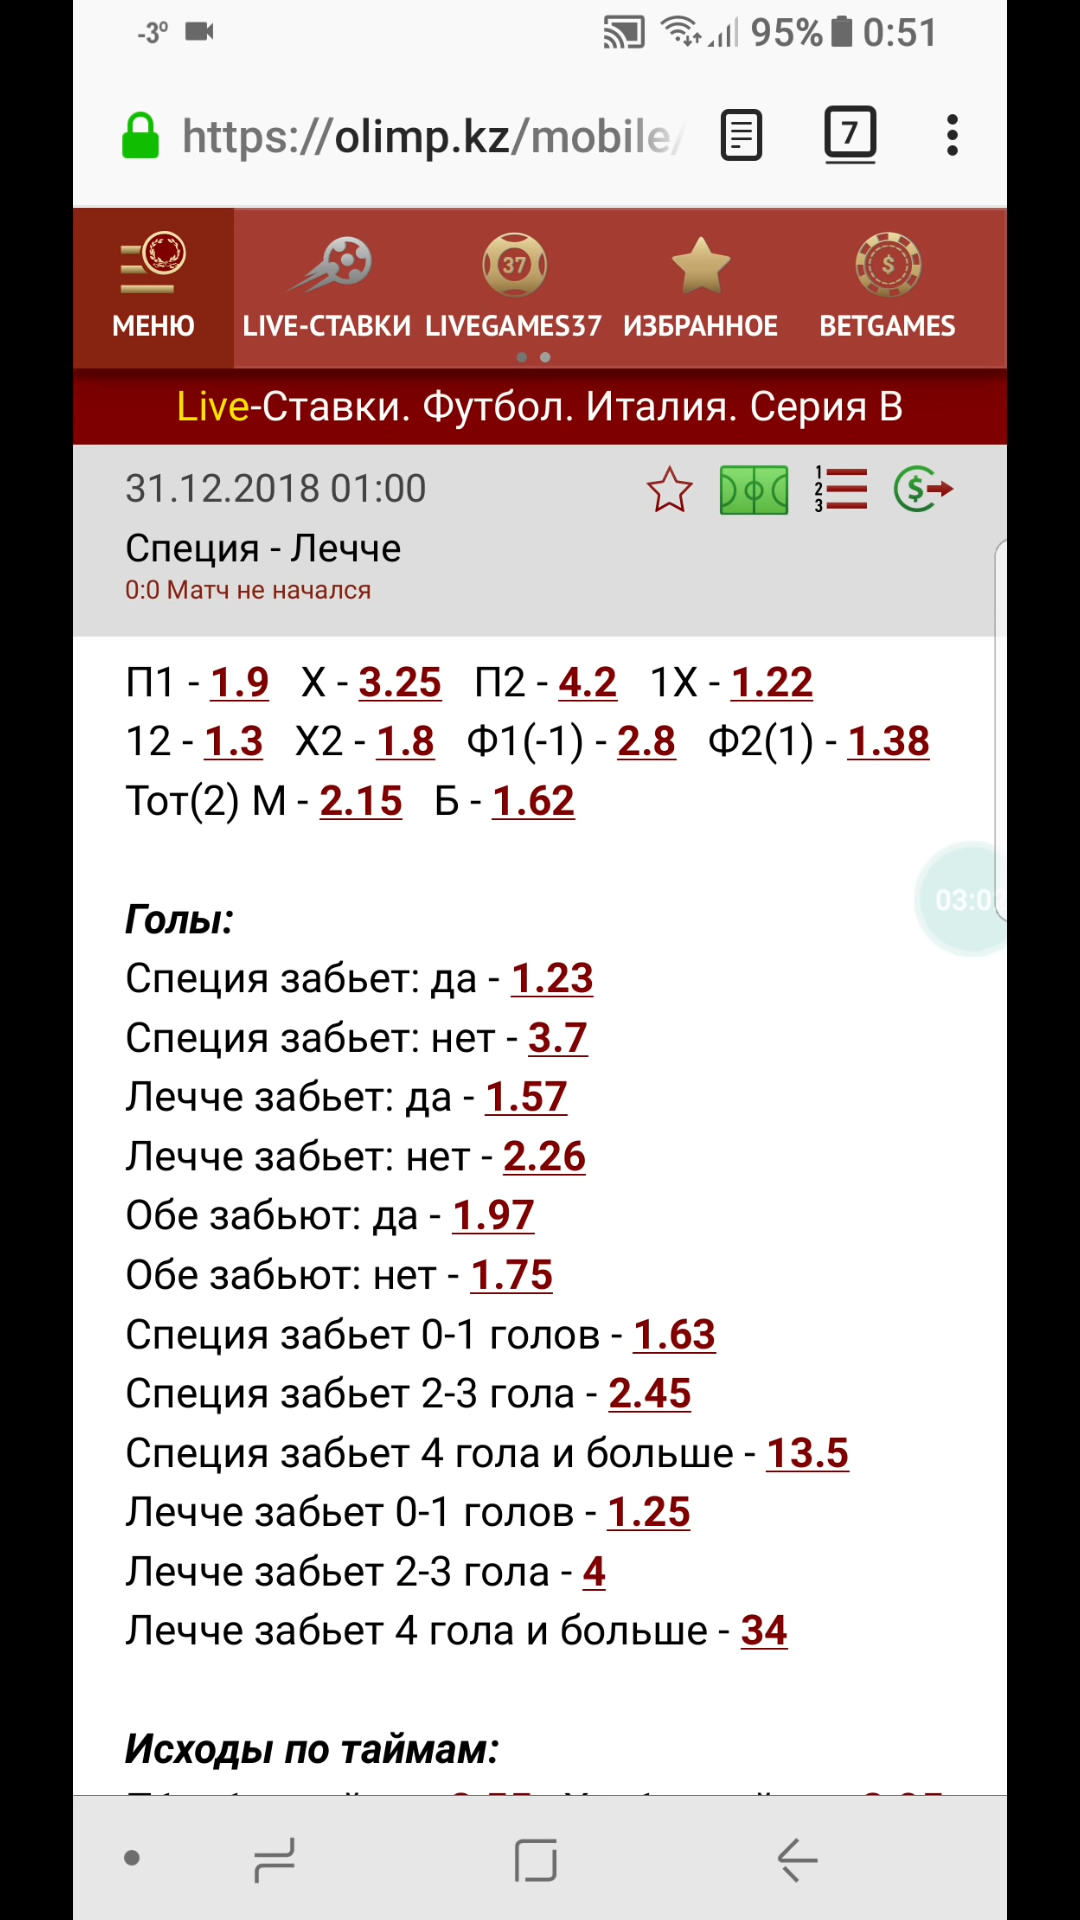 -3° 95% 0:51
https://olimp.kz/mobile/ 7
37 $
МЕНЮ LIVE-СТАВКИ LIVEGAMES37 ИЗБРАННОЕ BETGAMES
Live-Ставки. Футбол. Италия. Серия B
31.12.2018 01:00 1 2 3 $
Специя - Лечче
0:0 Матч не начался
П1 - 1.9 Х - 3.25 П2 - 4.2 1Х - 1.22
12 - 1.3 Х2 - 1.8 Ф1(-1) - 2.8 Ф2(1) - 1.38
Тот(2) М - 2.15 Б - 1.62
03:0
Голы:
Специя забьет: да - 1.23
Специя забьет: нет - 3.7
Лечче забьет: да - 1.57
Лечче забьет: нет - 2.26
Обе забьют: да - 1.97
Обе забьют: нет - 1.75
Специя забьет 0-1 голов - 1.63
Специя забьет 2-3 гола - 2.45
Специя забьет 4 гола и больше - 13.5
Лечче забьет 0-1 голов - 1.25
Лечче забьет 2-3 гола - 4
Лечче забьет 4 гола и больше - 34
Исходы по таймам: